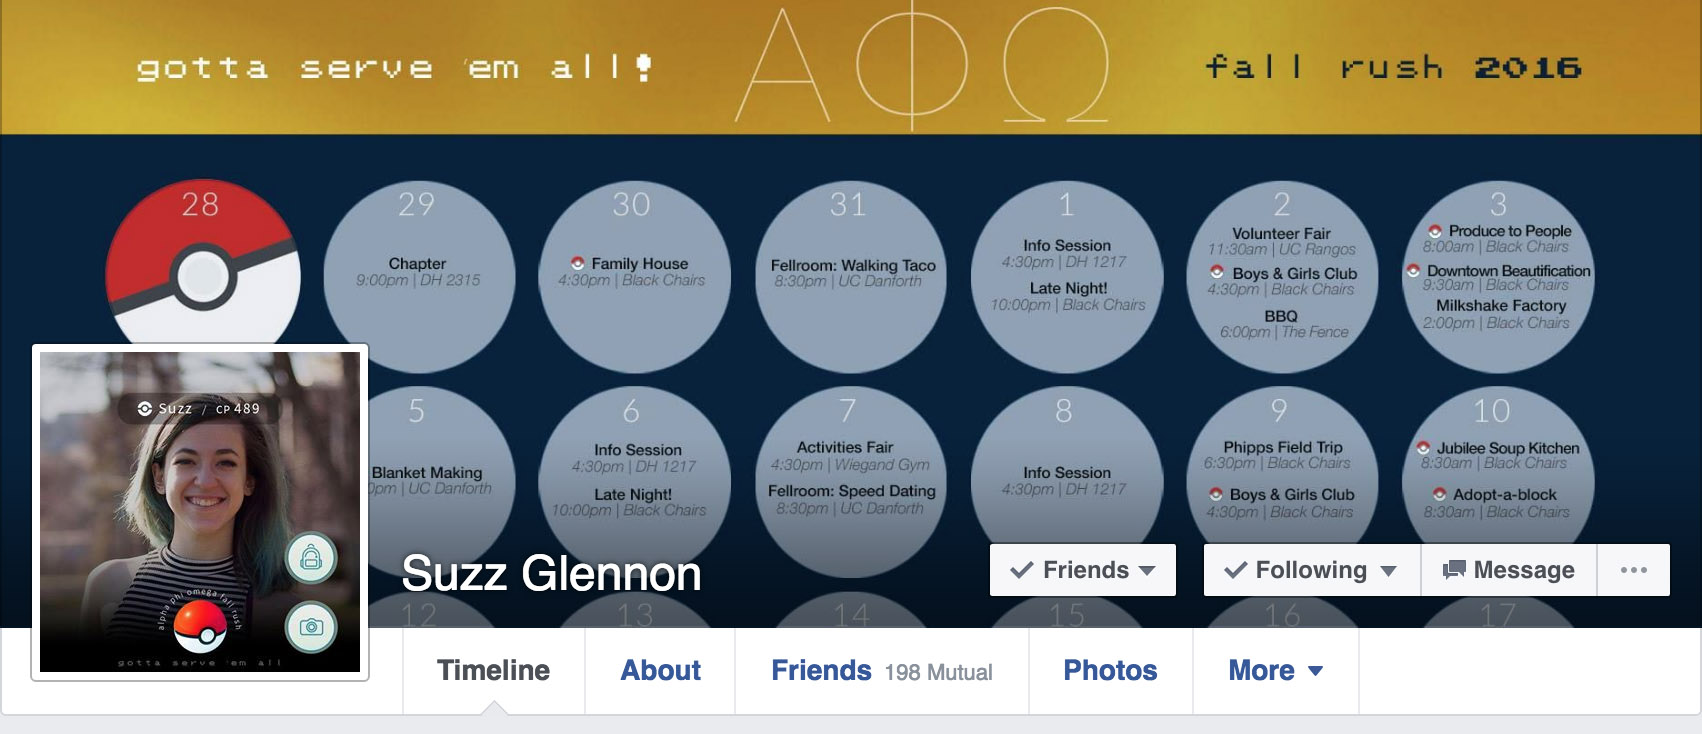 gotta serve 'em all!
ΑΦΩ
fall rush 2016
28
29
Chapter
9:00pm | DH 2315
30
Family House
4:30pm | Black Chairs
31
Fellroom: Walking Taco
8:30pm | UC Danforth
1
Info Session
4:30pm | DH 1217
Late Night!
10:00pm | Black Chairs
2
Volunteer Fair
11:30am | UC Rangos
Boys & Girls Club
4:30pm | Black Chairs
BBQ
6:00pm | The Fence
3
Produce to People
8:00am | Black Chairs
Downtown Beautification
9:30am | Black Chairs
Milkshake Factory
2:00pm | Black Chairs
5
Blanket Making
0pm | UC Danforth
6
Info Session
4:30pm | DH 1217
Late Night!
10:00pm | Black Chairs
7
Activities Fair
4:30pm | Wiegand Gym
Fellroom: Speed Dating
8:30pm | UC Danforth
8
Info Session
4:30pm | DH 1217
9
Phipps Field Trip
6:30pm | Black Chairs
Boys & Girls Club
4:30pm | Black Chairs
10
Jubilee Soup Kitchen
8:30am | Black Chairs
Adopt-a-block
8:30am | Black Chairs
12
13
14
15
16
17
Suzz / CP 489
alpha phi omega fall rush
gotta serve 'em all
Suzz Glennon
Friends
Following
Message
Timeline
About
Friends 198 Mutual
Photos
More